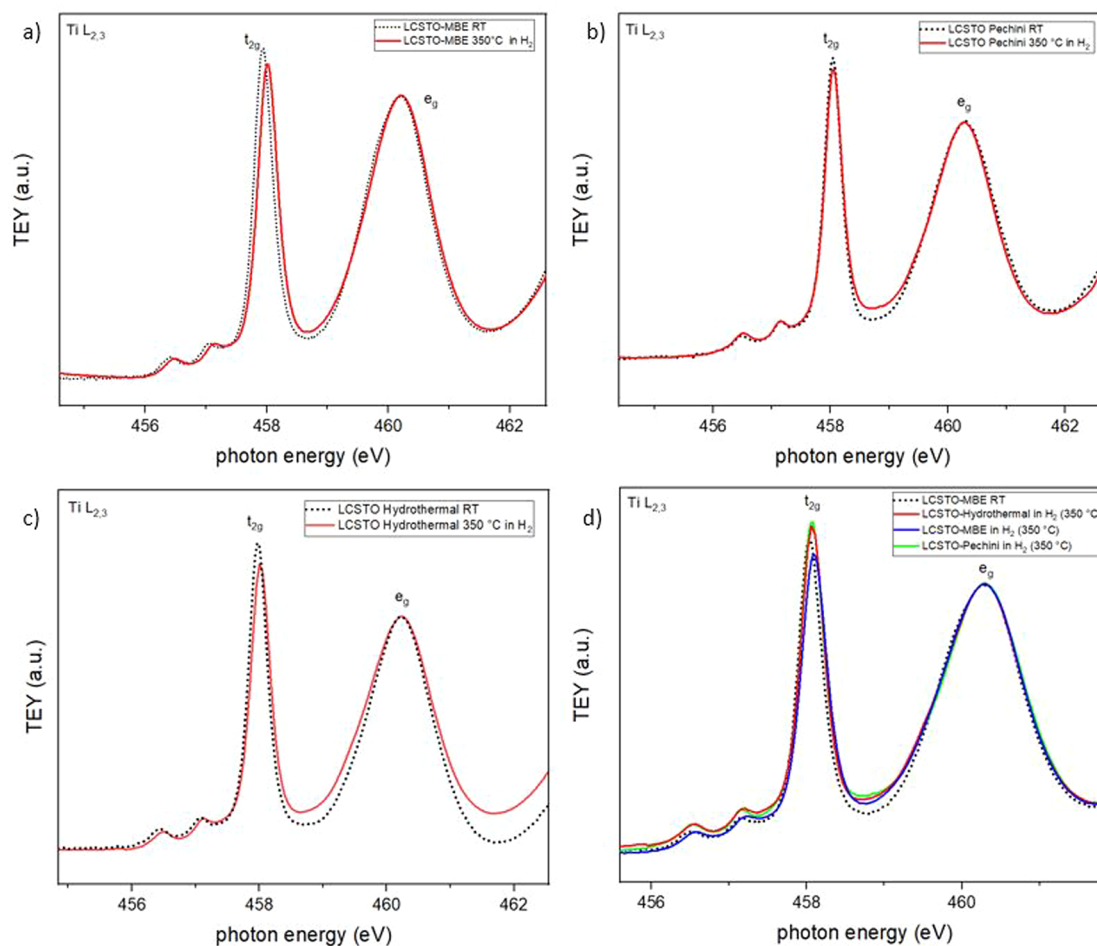 a)
Ti L2,3
LCSTO-MBE RT
LCSTO-MBE 350°C in H2
t2g
eg
TEY (a.u.)
456 458 460 462
photon energy (eV)
b)
Ti L2,3
LCSTO Pechini RT
LCSTO Pechini 350 °C in H2
t2g
eg
TEY (a.u.)
456 458 460 462
photon energy (eV)
c)
Ti L2,3
LCSTO Hydrothermal RT
LCSTO Hydrothermal 350 °C in H2
t2g
eg
TEY (a.u.)
456 458 460 462
photon energy (eV)
d)
Ti L2,3
LCSTO-MBE RT
LCSTO-Hydrothermal in H2 (350 °C)
LCSTO-MBE in H2 (350 °C)
LCSTO-Pechini in H2 (350 °C)
t2g
eg
TEY (a.u.)
456 458 460
photon energy (eV)